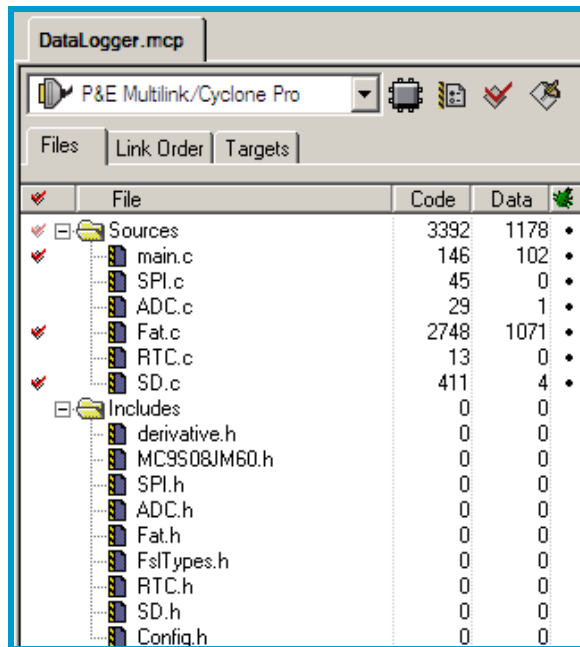 DataLogger.mcp
P&E Multilink/Cyclone Pro
Files Link Order Targets
File Code Data
Sources 3392 1178
main.c 146 102
SPI.c 45 0
ADC.c 29 1
Fat.c 2748 1071
RTC.c 13 0
SD.c 411 4
Includes 0 0
derivative.h 0 0
MC9S08JM60.h 0 0
SPI.h 0 0
ADC.h 0 0
Fat.h 0 0
FslTypes.h 0 0
RTC.h 0 0
SD.h 0 0
Config.h 0 0